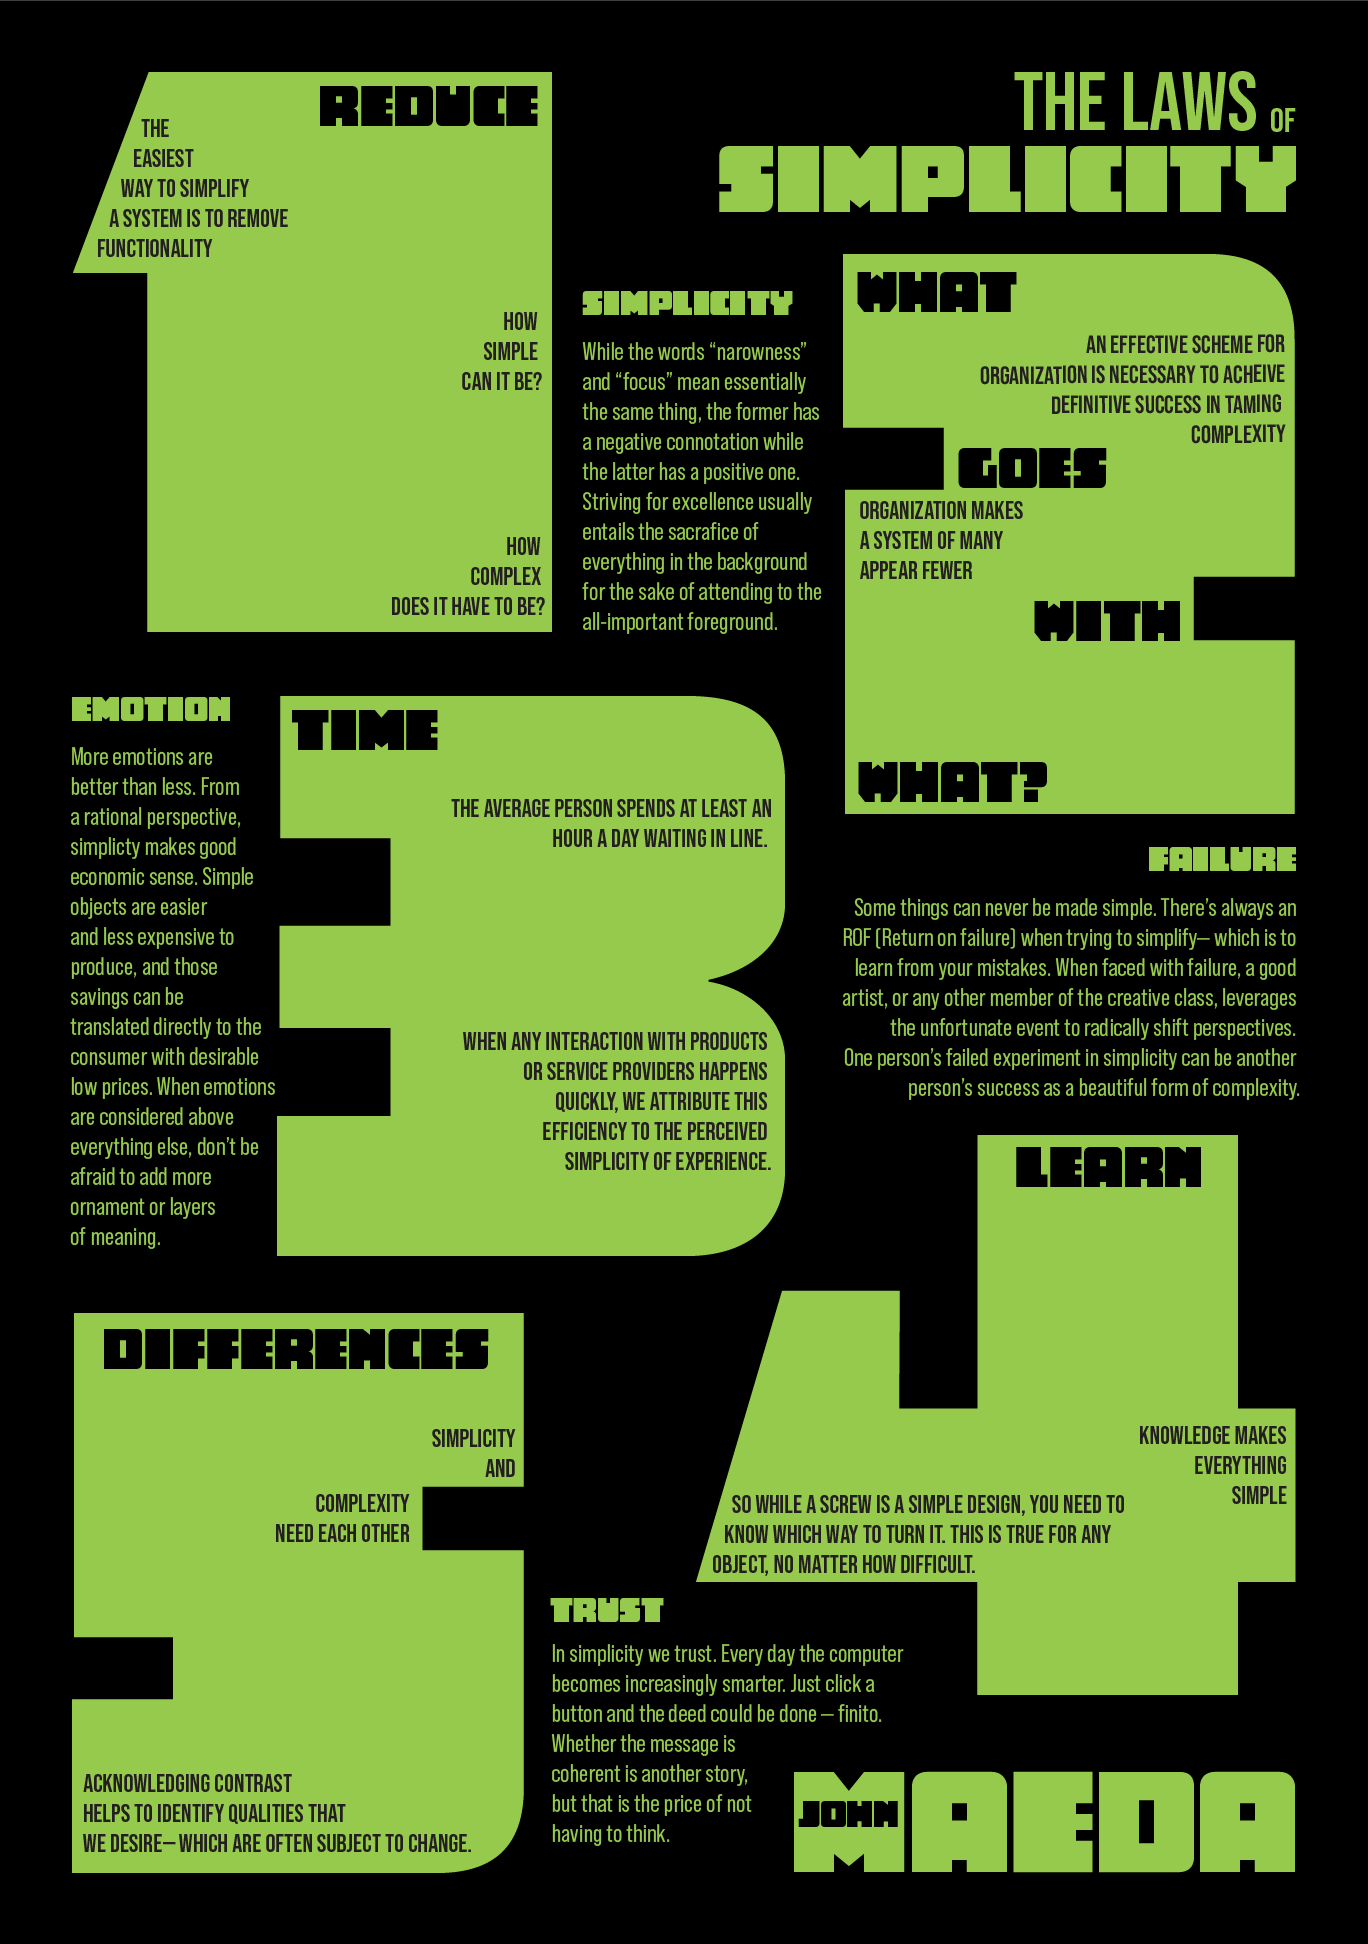 THE LAWS OF
SIMPLICITY
REDUCE
THE
EASIEST
WAY TO SIMPLIFY
A SYSTEM IS TO REMOVE
FUNCTIONALITY
HOW
SIMPLE
CAN IT BE?
HOW
COMPLEX
DOES IT HAVE TO BE?
SIMPLICITY
While the words “narowness”
and “focus” mean essentially
the same thing, the former has
a negative connotation while
the latter has a positive one.
Striving for excellence usually
entails the sacrafice of
everything in the background
for the sake of attending to the
all-important foreground.
WHAT
AN EFFECTIVE SCHEME FOR
ORGANIZATION IS NECESSARY TO ACHEIVE
DEFINITIVE SUCCESS IN TAMING
COMPLEXITY
GOES
ORGANIZATION MAKES
A SYSTEM OF MANY
APPEAR FEWER
WITH
WHAT?
EMOTION
More emotions are
better than less. From
a rational perspective,
simplicty makes good
economic sense. Simple
objects are easier
and less expensive to
produce, and those
savings can be
translated directly to the
consumer with desirable
low prices. When emotions
are considered above
everything else, don’t be
afraid to add more
ornament or layers
of meaning.
TIME
THE AVERAGE PERSON SPENDS AT LEAST AN
HOUR A DAY WAITING IN LINE.
WHEN ANY INTERACTION WITH PRODUCTS
OR SERVICE PROVIDERS HAPPENS
QUICKLY, WE ATTRIBUTE THIS
EFFICIENCY TO THE PERCEIVED
SIMPLICITY OF EXPERIENCE.
FAILURE
Some things can never be made simple. There’s always an
ROF (Return on failure) when trying to simplify— which is to
learn from your mistakes. When faced with failure, a good
artist, or any other member of the creative class, leverages
the unfortunate event to radically shift perspectives.
One person’s failed experiment in simplicity can be another
person’s success as a beautiful form of complexity.
LEARN
KNOWLEDGE MAKES
EVERYTHING
SIMPLE
SO WHILE A SCREW IS A SIMPLE DESIGN, YOU NEED TO
KNOW WHICH WAY TO TURN IT. THIS IS TRUE FOR ANY
OBJECT, NO MATTER HOW DIFFICULT.
DIFFERENCES
SIMPLICITY
AND
COMPLEXITY
NEED EACH OTHER
ACKNOWLEDGING CONTRAST
HELPS TO IDENTIFY QUALITIES THAT
WE DESIRE— WHICH ARE OFTEN SUBJECT TO CHANGE.
TRUST
In simplicity we trust. Every day the computer
becomes increasingly smarter. Just click a
button and the deed could be done — finito.
Whether the message is
coherent is another story,
but that is the price of not
having to think.
JOHN
MAEDA